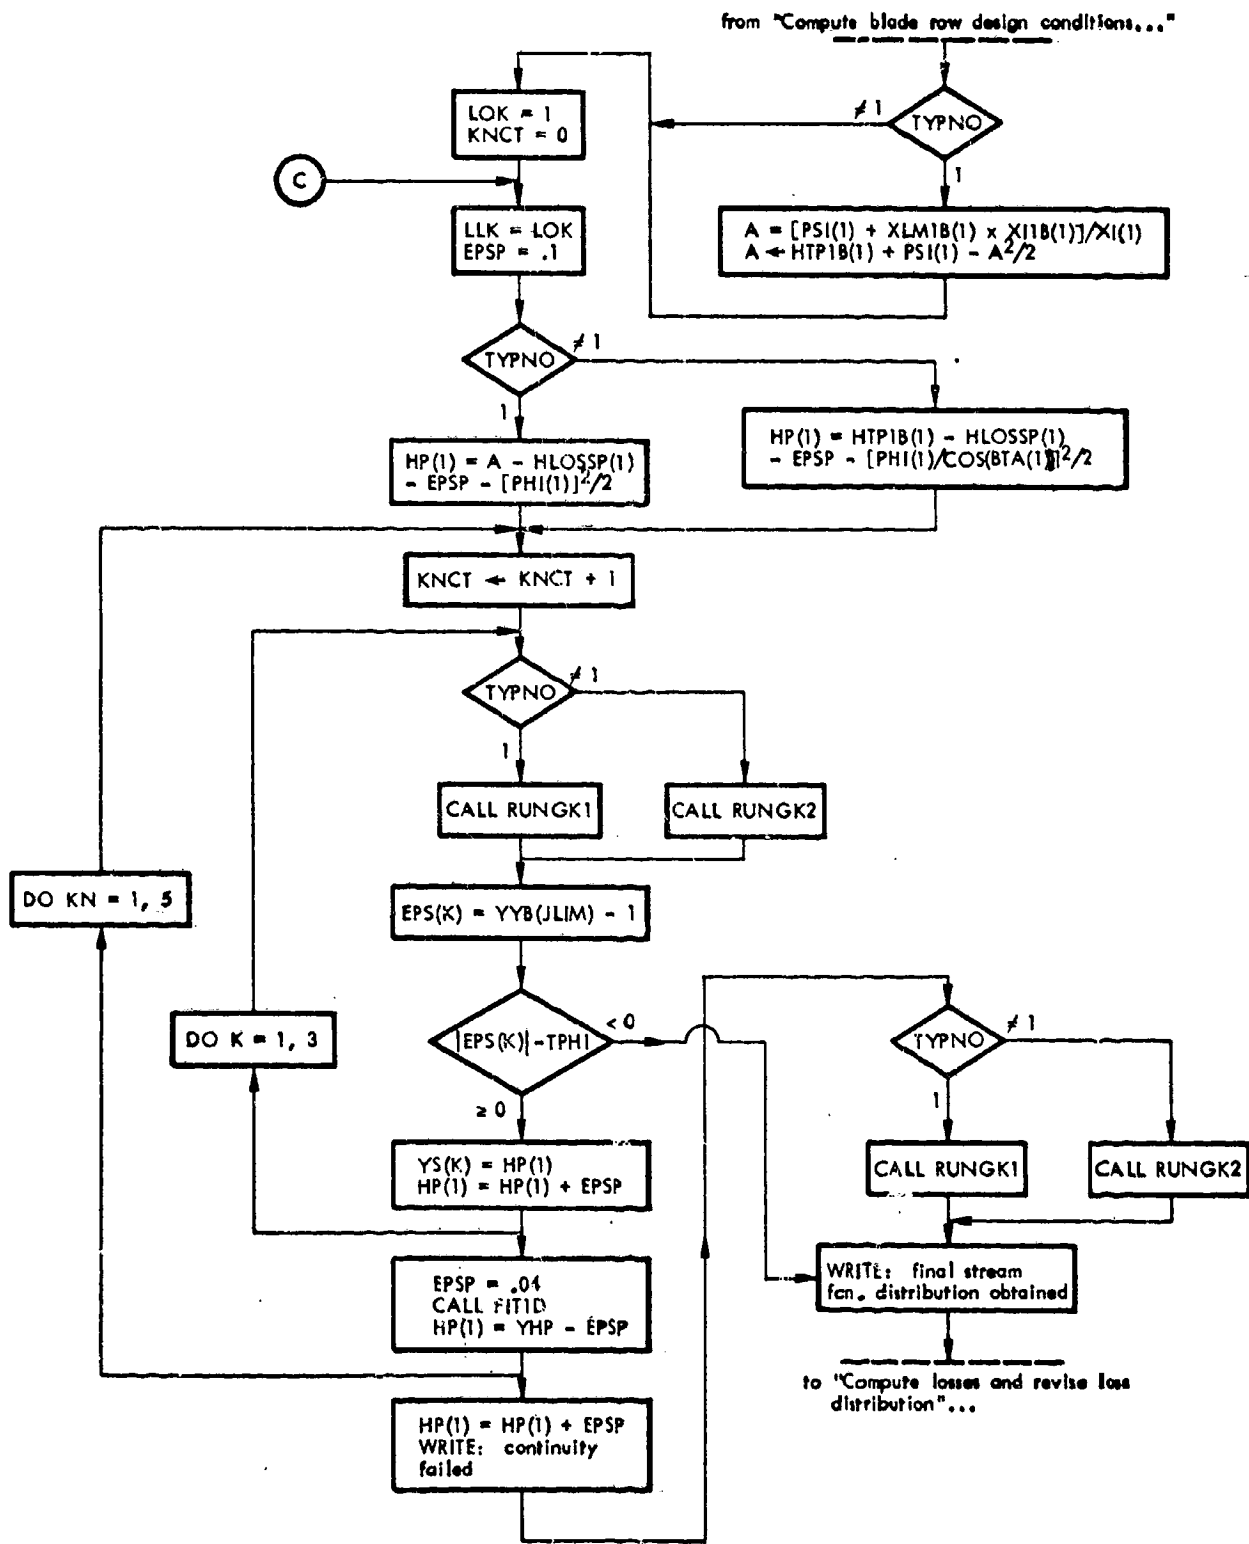 from "Compute blade row design conditions..."
TYPNO
≠ 1
1
LOK = 1
KNCT = 0
C
A = [PSI(1) + XLM1B(1) × XI1B(1)]/XI(1)
A ← HTP1B(1) + PSI(1) - A²/2
LLK = LOK
EPSP = .1
TYPNO
≠ 1
1
HP(1) = HTP1B(1) - HLOSSP(1)
- EPSP - [PHI(1)/COS(BTA(1))]²/2
HP(1) = A - HLOSSP(1)
- EPSP - [PHI(1)]²/2
KNCT ← KNCT + 1
TYPNO
≠ 1
1
CALL RUNGK1
CALL RUNGK2
DO KN = 1, 5
EPS(K) = YYB(JLIM) - 1
DO K = 1, 3
|EPS(K)|-TPHI
< 0
≥ 0
TYPNO
≠ 1
1
YS(K) = HP(1)
HP(1) = HP(1) + EPSP
CALL RUNGK1
CALL RUNGK2
EPSP = .04
CALL FIT1D
HP(1) = YHP - EPSP
WRITE: final stream
fcn. distribution obtained
to "Compute losses and revise loss
distribution"...
HP(1) = HP(1) + EPSP
WRITE: continuity
failed